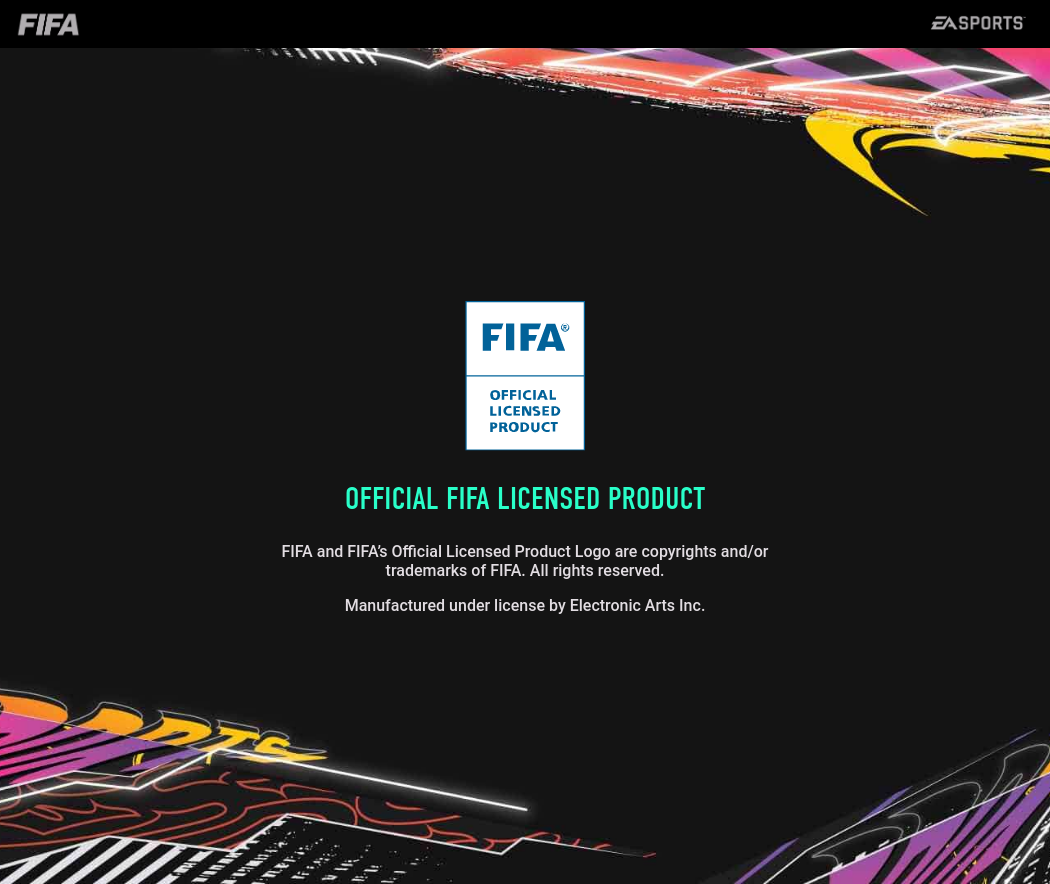 FIFA
EA SPORTS
FIFA®
OFFICIAL
LICENSED
PRODUCT
OFFICIAL FIFA LICENSED PRODUCT
FIFA and FIFA’s Official Licensed Product Logo are copyrights and/or
trademarks of FIFA. All rights reserved.
Manufactured under license by Electronic Arts Inc.